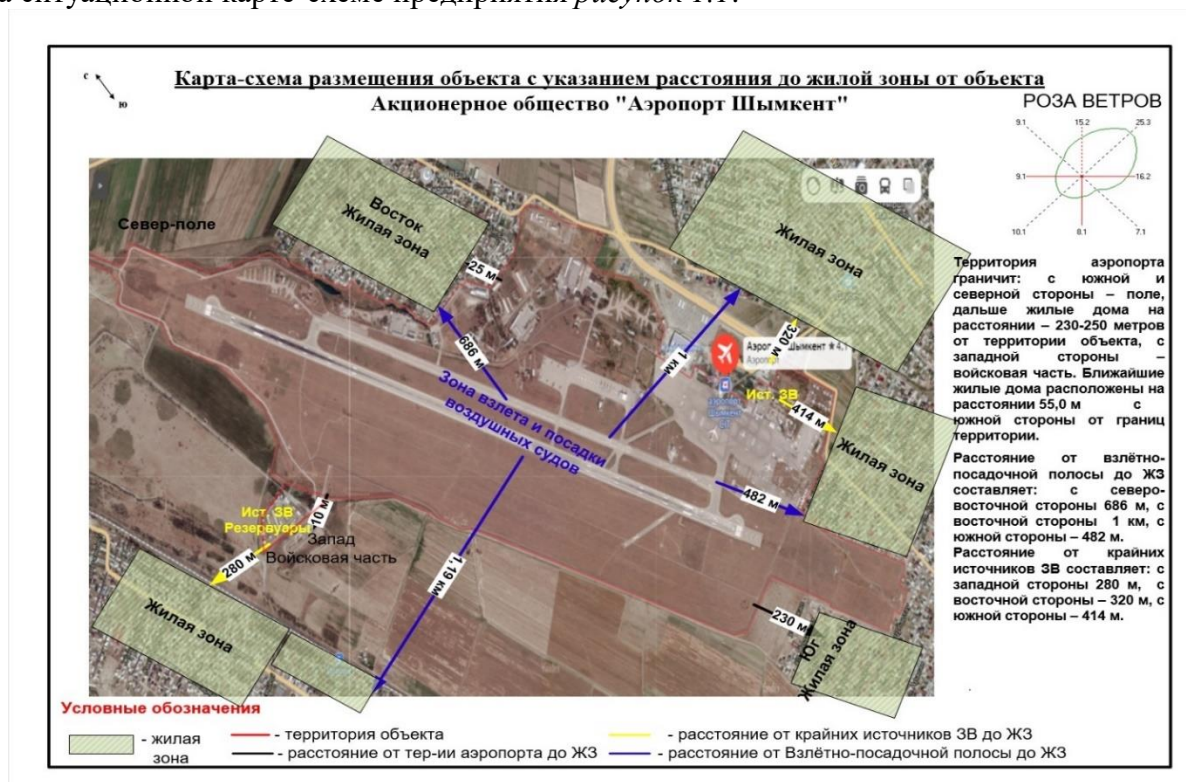 на ситуационной карте-схеме предприятия рисунок 1.1.
с
ю
Карта-схема размещения объекта с указанием расстояния до жилой зоны от объекта
Акционерное общество "Аэропорт Шымкент"
РОЗА ВЕТРОВ
9.1
15.2
25.3
9.1
16.2
10.1
8.1
7.1
Север-поле
Восток
Жилая зона
Жилая зона
25 м
686 м
1 км
320 м
Аэропорт Шымкент ★4,1
Аэропорт
Ист. ЗВ
414 м
Жилая зона
Зона взлета и посадки
воздушных судов
482 м
Ист. ЗВ
Резервуары
10 м
Запад
Войсковая часть
280 м
1,19 км
Жилая зона
230 м
Юг
Жилая зона
Территория аэропорта
граничит: с южной и
северной стороны – поле,
дальше жилые дома на
расстоянии – 230-250 метров
от территории объекта, с
западной стороны –
войсковая часть. Ближайшие
жилые дома расположены на
расстоянии 55,0 м с
южной стороны от границ
территории.
Расстояние от взлётно-
посадочной полосы до ЖЗ
составляет: с северо-
восточной стороны 686 м, с
восточной стороны 1 км, с
южной стороны – 482 м.
Расстояние от крайних
источников ЗВ составляет: с
западной стороны 280 м, с
восточной стороны – 320 м, с
южной стороны – 414 м.
Условные обозначения
- жилая
зона
- территория объекта
- расстояние от тер-ии аэропорта до ЖЗ
- расстояние от крайних источников ЗВ до ЖЗ
- расстояние от Взлётно-посадочной полосы до ЖЗ